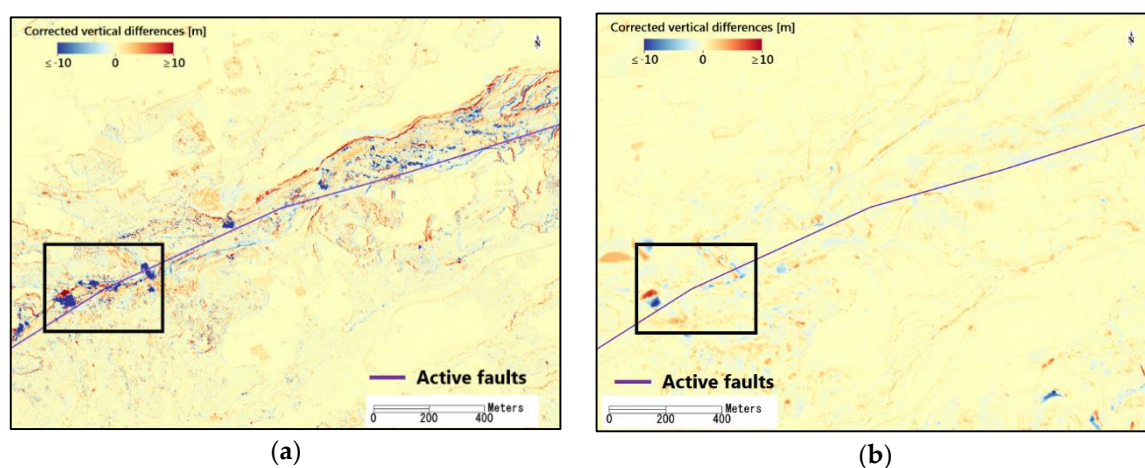 Corrected vertical differences [m]
≤-10 0 ≥10
N
Active faults
Meters
0 200 400
(a)
Corrected vertical differences [m]
≤-10 0 ≥10
N
Active faults
Meters
0 200 400
(b)